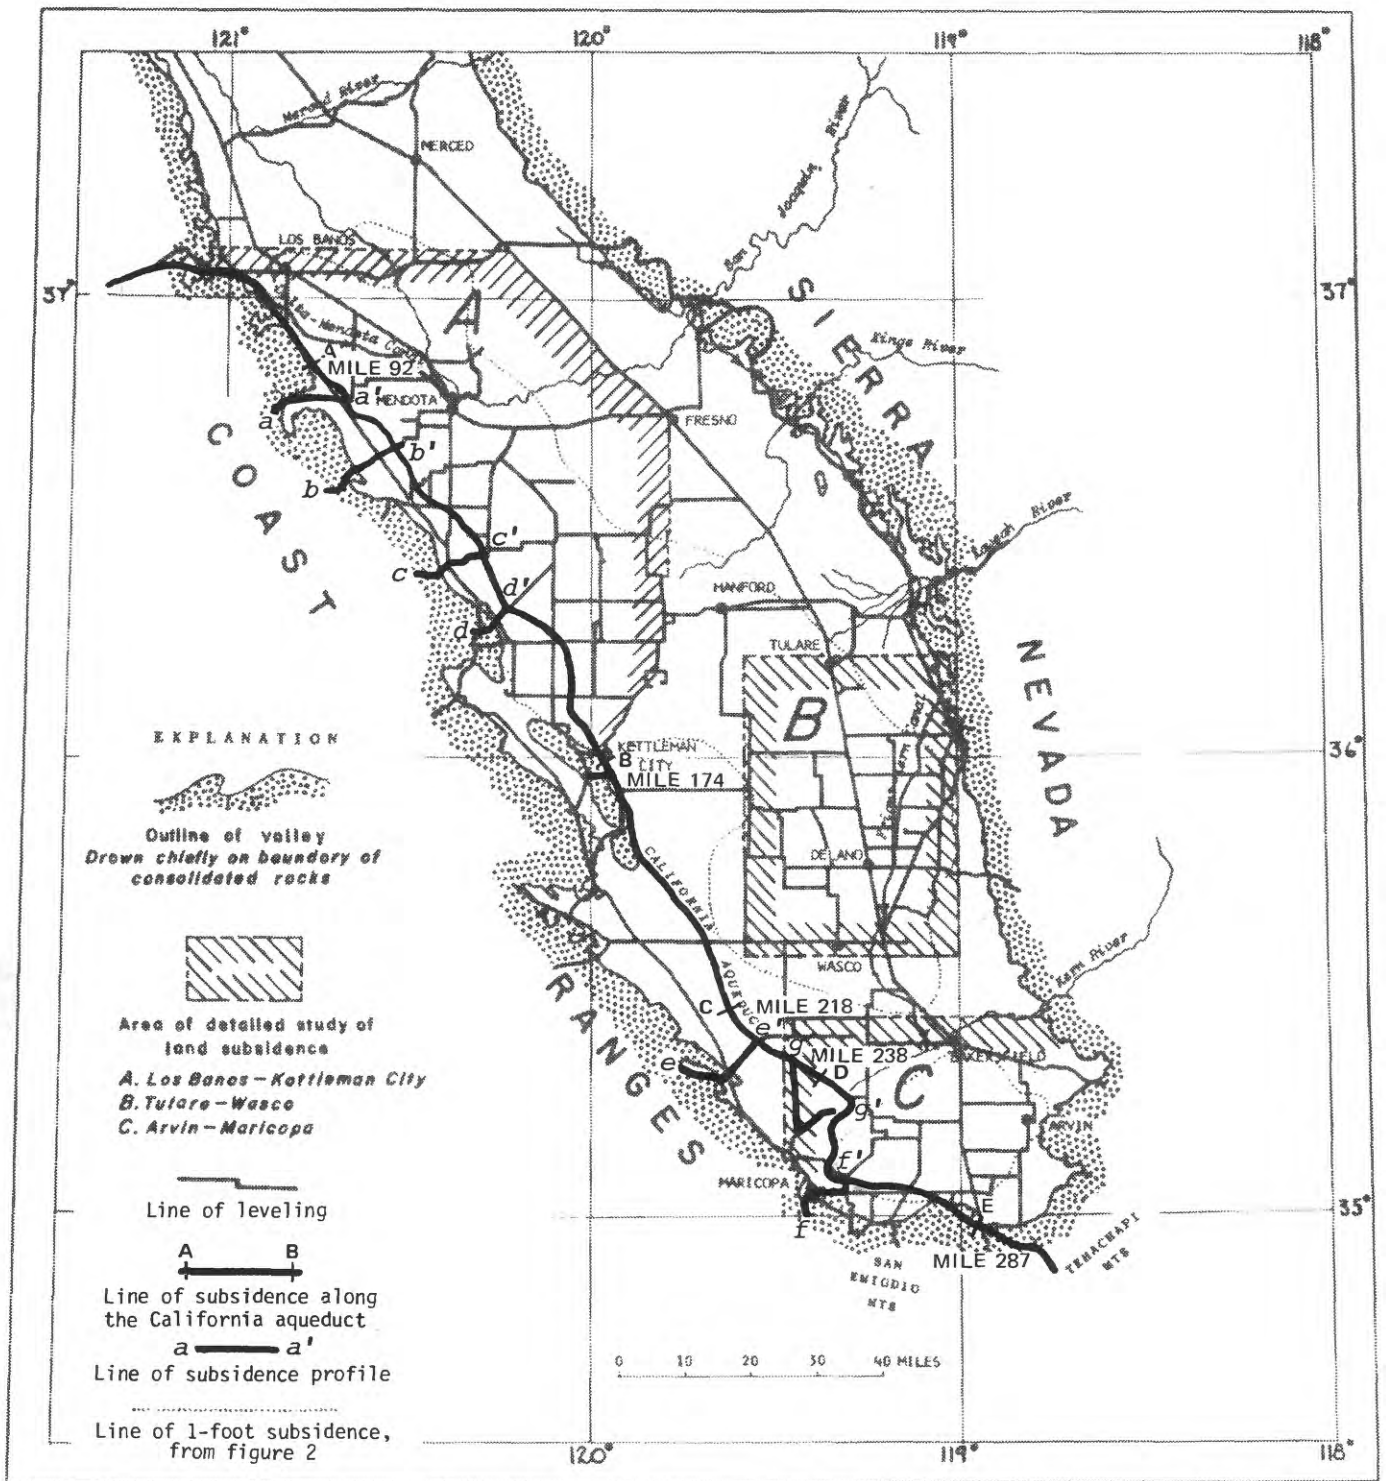 121°
120°
119°
118°
Merced River
MERCED
San Joaquin River
LOS BANOS
37°
37°
SIERRA
Kings River
A
A
MILE 92
a
a'
MENDOTA
FRESNO
COAST
b
b'
c
c'
d
d'
HANFORD
TULARE
NEVADA
B
EXPLANATION
KETTLEMAN
CITY
B
MILE 174
36°
Outline of valley
Drawn chiefly on boundary of
consolidated rocks
DELANO
CALIFORNIA
AQUEDUCT
WASCO
Kern River
RANGES
Area of detailed study of
land subsidence
A. Los Banos-Kettleman City
B. Tulare-Wasco
C. Arvin-Maricopa
C
MILE 218
e
e'
g
MILE 238
D
BAKERSFIELD
C
g'
ARVIN
f'
MARICOPA
f
E
35°
MILE 287
TEHACHAPI
MTS
SAN
EMIGDIO
MTS
Line of leveling
A B
Line of subsidence along
the California aqueduct
a a'
Line of subsidence profile
Line of 1-foot subsidence,
from figure 2
0 10 20 30 40 MILES
120°
119°
118°